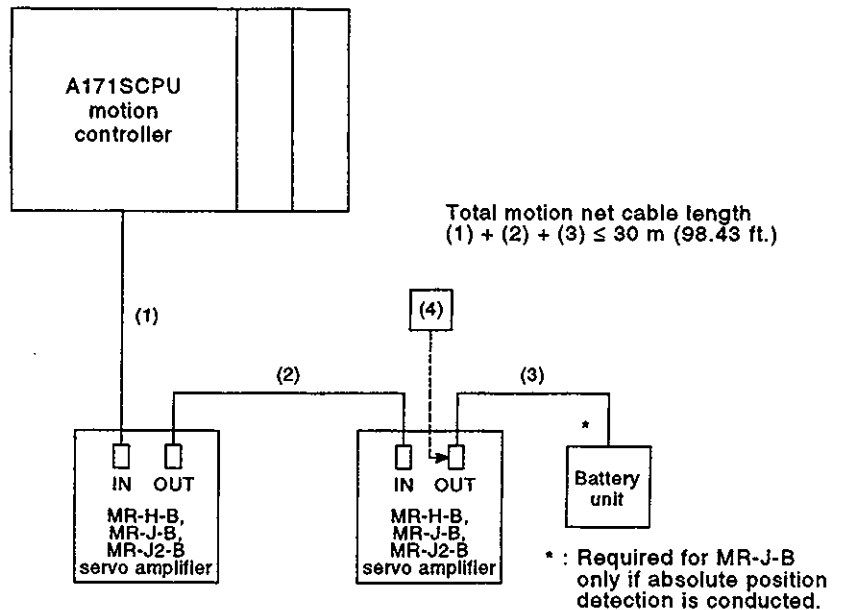 A171SCPU
motion
controller
Total motion net cable length
(1) + (2) + (3) ≤ 30 m (98.43 ft.)
(1)
(4)
(2)
(3)
*
IN OUT
MR-H-B,
MR-J-B,
MR-J2-B
servo amplifier
IN OUT
MR-H-B,
MR-J-B,
MR-J2-B
servo amplifier
Battery
unit
* : Required for MR-J-B
only if absolute position
detection is conducted.